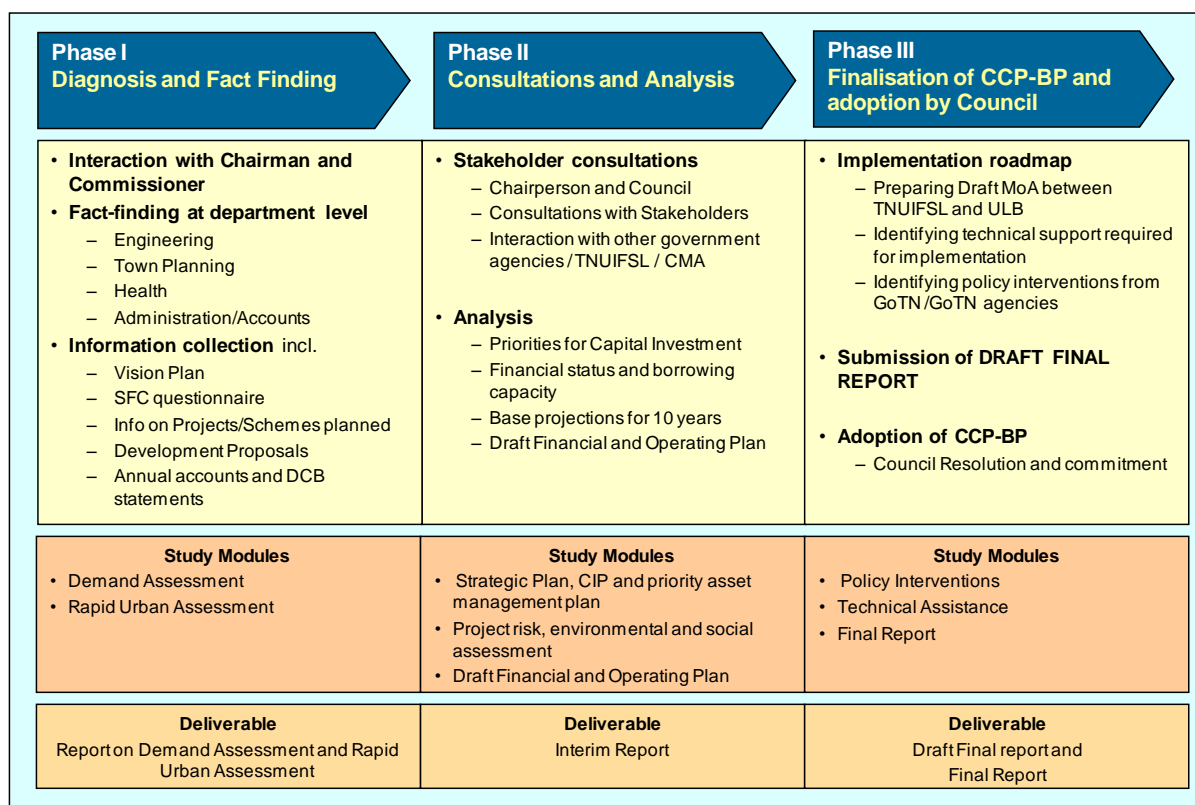 Phase I
Diagnosis and Fact Finding
Phase II
Consultations and Analysis
Phase III
Finalisation of CCP-BP and
adoption by Council
• Interaction with Chairman and
Commissioner
• Fact-finding at department level
– Engineering
– Town Planning
– Health
– Administration/Accounts
• Information collection incl.
– Vision Plan
– SFC questionnaire
– Info on Projects/Schemes planned
– Development Proposals
– Annual accounts and DCB
statements
• Stakeholder consultations
– Chairperson and Council
– Consultations with Stakeholders
– Interaction with other government
agencies / TNUIFSL / CMA
• Analysis
– Priorities for Capital Investment
– Financial status and borrowing
capacity
– Base projections for 10 years
– Draft Financial and Operating Plan
• Implementation roadmap
– Preparing Draft MoA between
TNUIFSL and ULB
– Identifying technical support required
for implementation
– Identifying policy interventions from
GoTN /GoTN agencies
• Submission of DRAFT FINAL
REPORT
• Adoption of CCP-BP
– Council Resolution and commitment
Study Modules
• Demand Assessment
• Rapid Urban Assessment
Study Modules
• Strategic Plan, CIP and priority asset
management plan
• Project risk, environmental and social
assessment
• Draft Financial and Operating Plan
Study Modules
• Policy Interventions
• Technical Assistance
• Final Report
Deliverable
Report on Demand Assessment and Rapid
Urban Assessment
Deliverable
Interim Report
Deliverable
Draft Final report and
Final Report